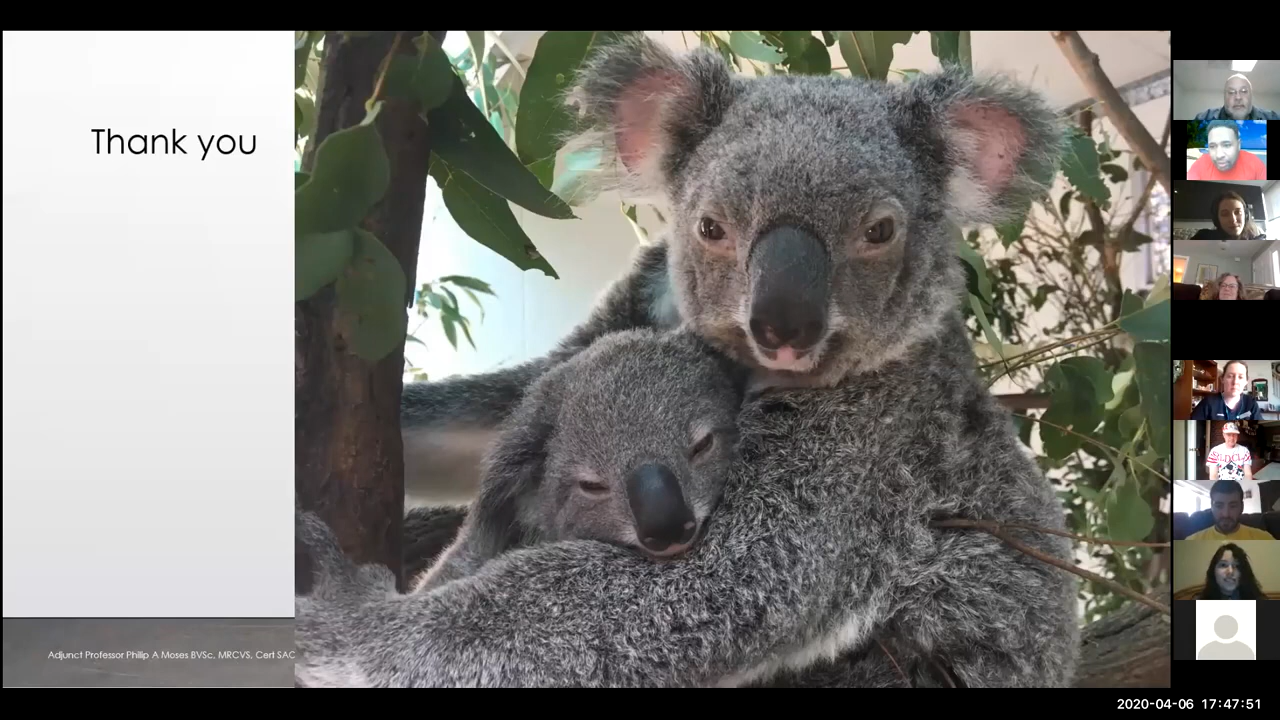 Thank you
Adjunct Professor Philip A Moses BVSc, MRCVS, Cert SAC
2020-04-06 17:47:51